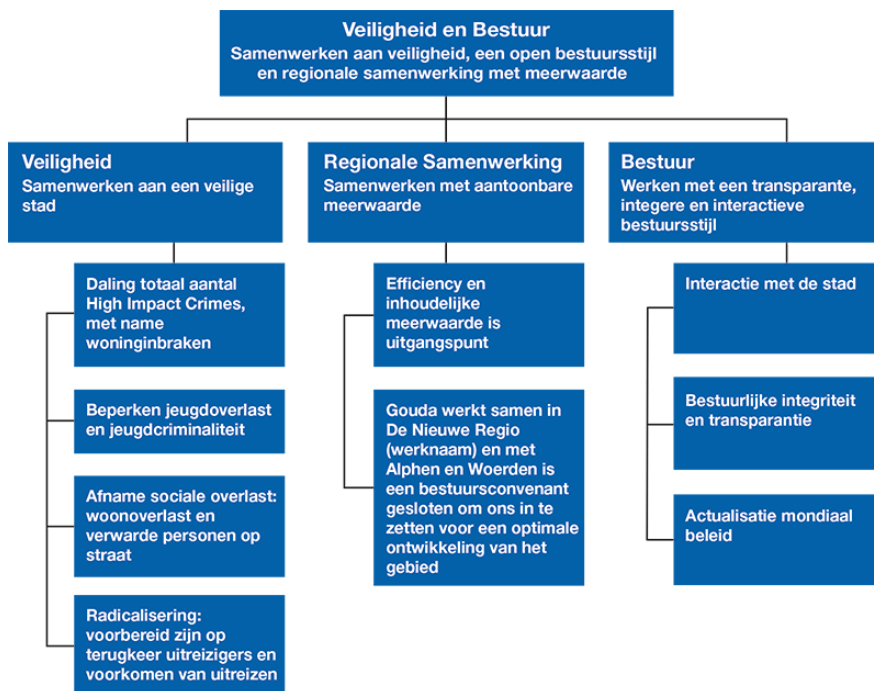 Veiligheid en Bestuur
Samenwerken aan veiligheid, een open bestuursstijl
en regionale samenwerking met meerwaarde
Veiligheid
Samenwerken aan een veilige
stad
Daling totaal aantal
High Impact Crimes,
met name
woninginbraken
Beperken jeugdoverlast
en jeugdcriminaliteit
Afname sociale overlast:
woonoverlast en
verwarde personen op
straat
Radicalisering:
voorbereid zijn op
terugkeer uitreizigers en
voorkomen van uitreizen
Regionale Samenwerking
Samenwerken met aantoonbare
meerwaarde
Efficiency en
inhoudelijke
meerwaarde is
uitgangspunt
Gouda werkt samen in
De Nieuwe Regio
(werknaam) en met
Alphen en Woerden is
een bestuursconvenant
gesloten om ons in te
zetten voor een optimale
ontwikkeling van het
gebied
Bestuur
Werken met een transparante,
integere en interactieve
bestuursstijl
Interactie met de stad
Bestuurlijke integriteit
en transparantie
Actualisatie mondiaal
beleid